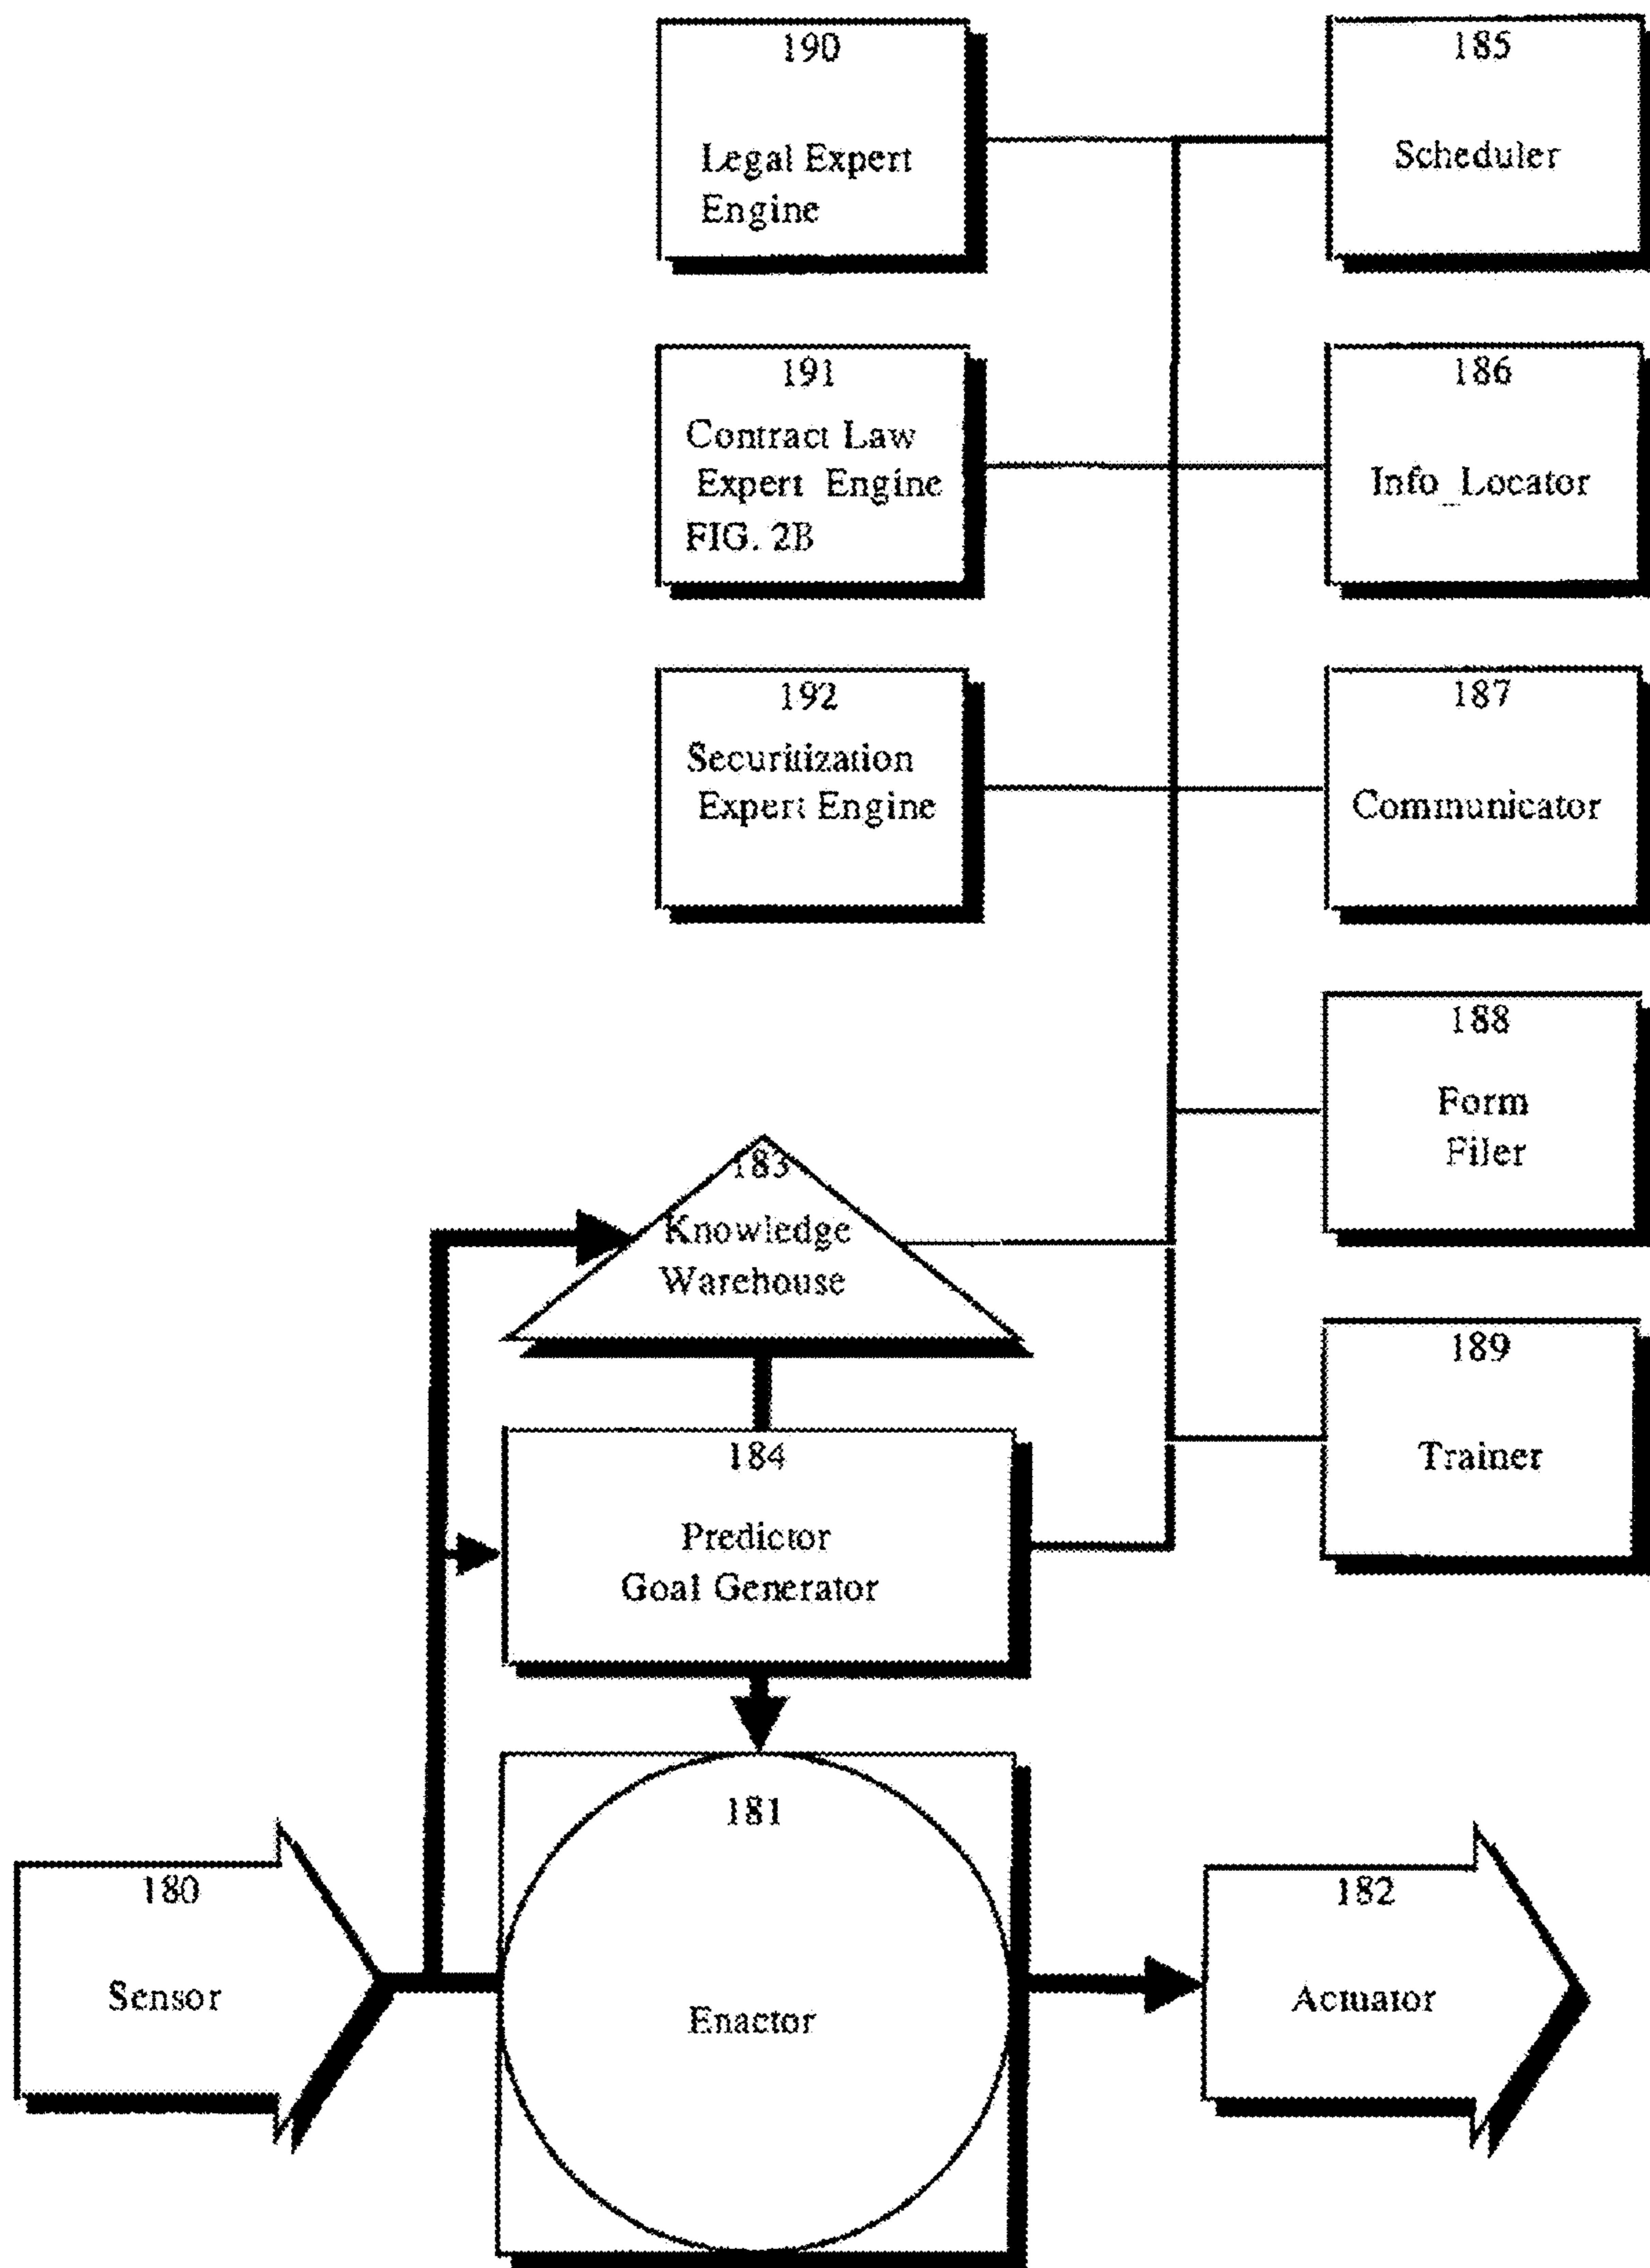 190
Legal Expert
Engine
185
Scheduler
191
Contract Law
Expert Engine
FIG. 2B
186
Info_Locator
192
Securitization
Expert Engine
187
Communicator
188
Form
Filer
183
Knowledge
Warehouse
189
Trainer
184
Predictor
Goal Generator
181
Enactor
180
Sensor
182
Actuator